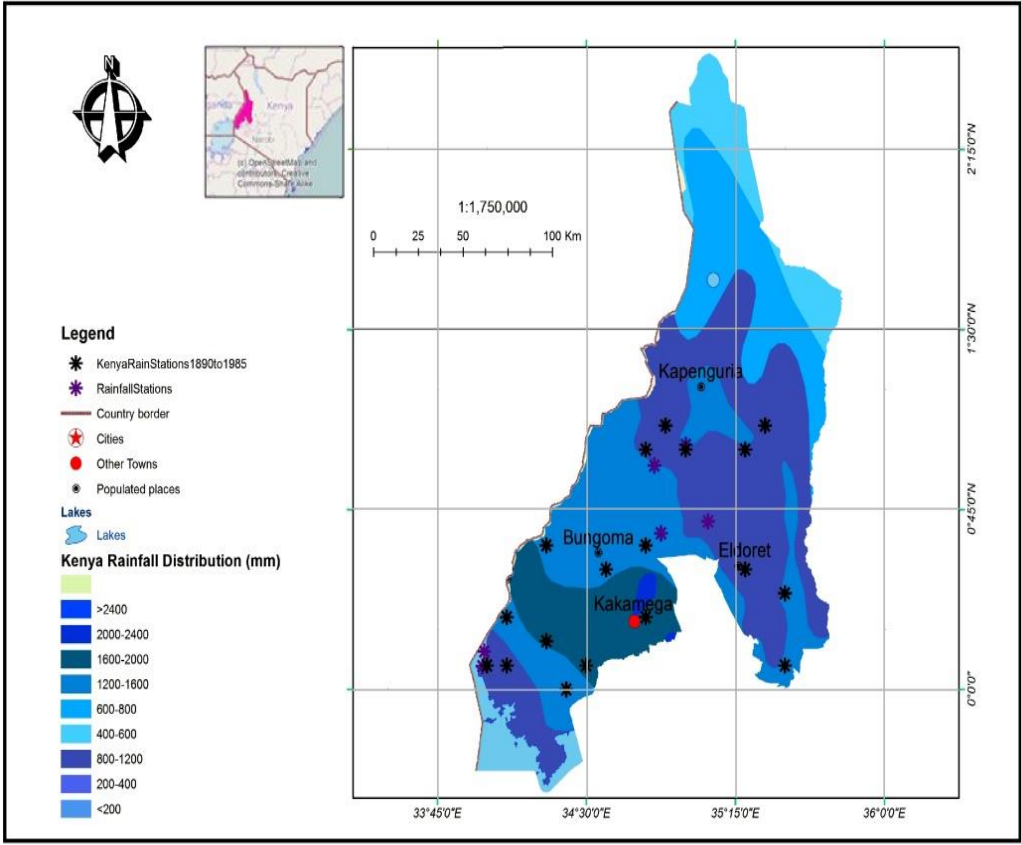 N
Uganda
Kenya
Nairobi
(c) OpenStreetMap and
contributors, Creative
Commons-Share Alike
1:1,750,000
0 25 50 100 Km
Legend
KenyaRainStations1890to1985
RainfallStations
Country border
Cities
Other Towns
Populated places
Lakes
Lakes
Kenya Rainfall Distribution (mm)
>2400
2000-2400
1600-2000
1200-1600
600-800
400-600
800-1200
200-400
<200
Kapenguria
Bungoma
Eldoret
Kakamega
2°15'0"N
1°30'0"N
0°45'0"N
0°0'0"
33°45'0"E 34°30'0"E 35°15'0"E 36°0'0"E